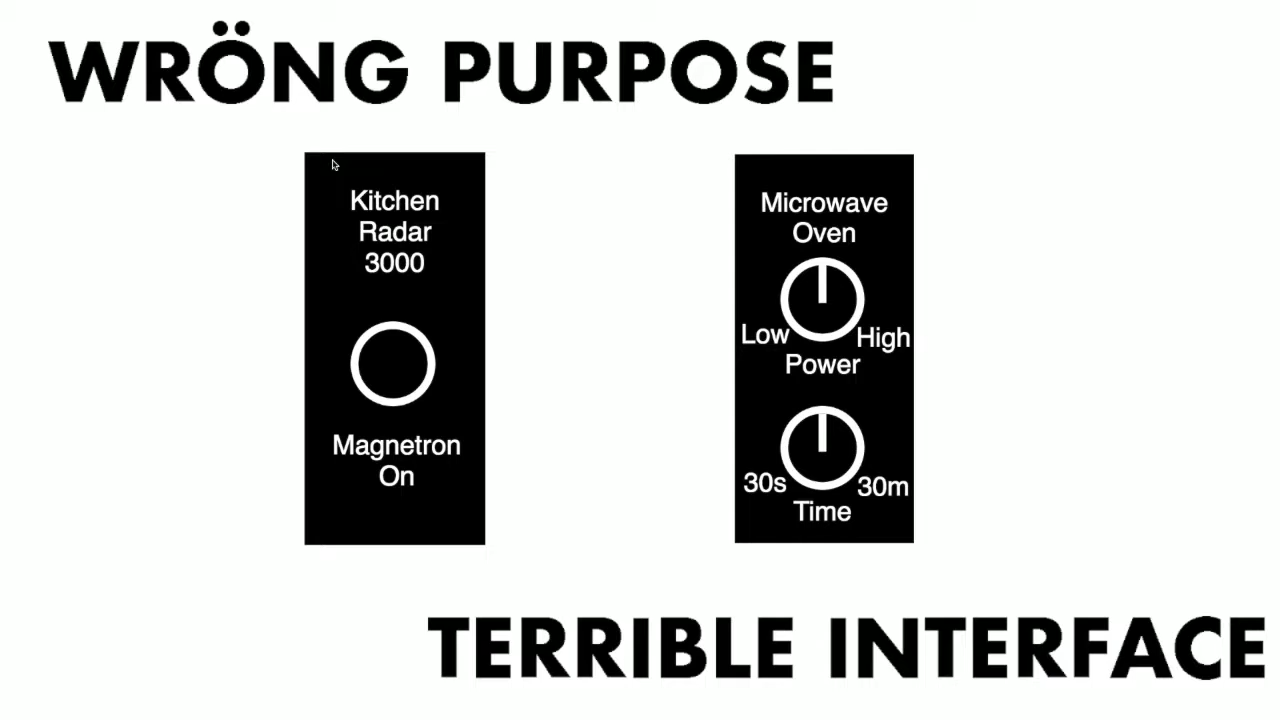 WRÖNG PURPOSE
Kitchen
Radar
3000
Magnetron
On
Microwave
Oven
Low High
Power
30s 30m
Time
TERRIBLE INTERFACE